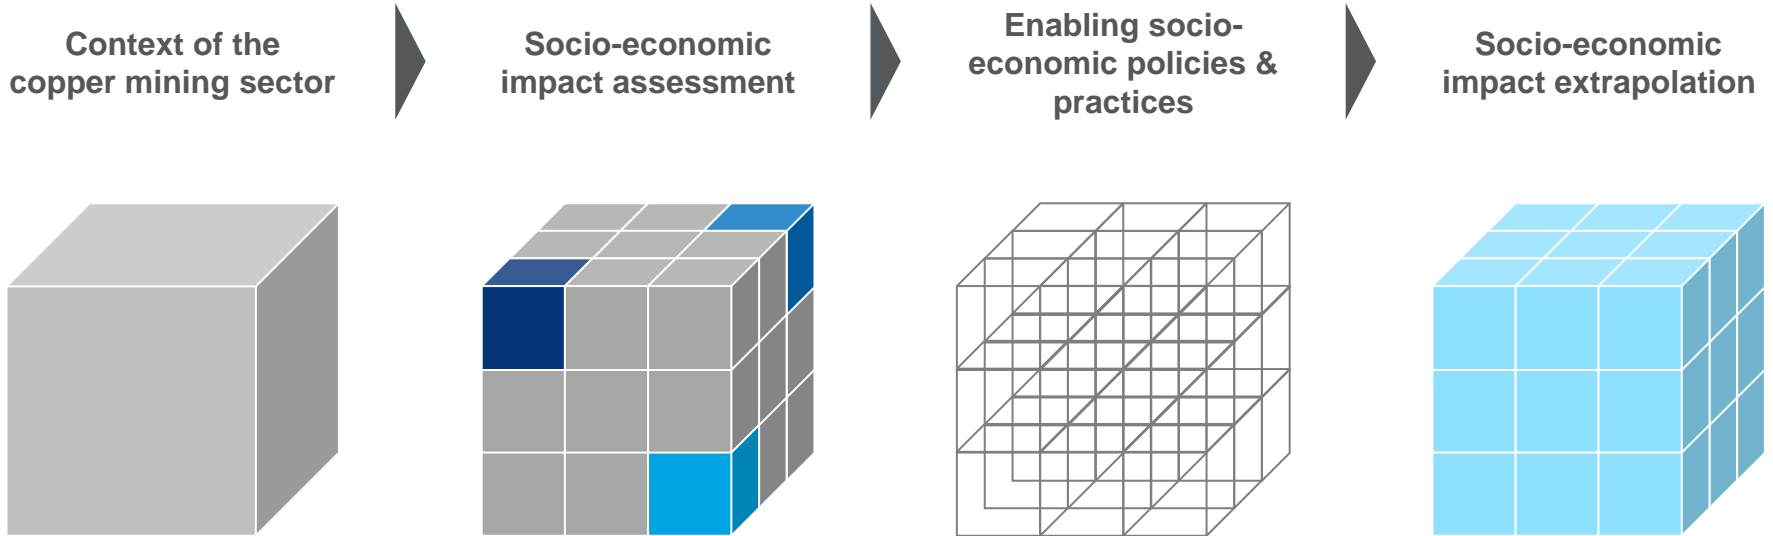 Context of the
copper mining sector
Socio-economic
impact assessment
Enabling socio-
economic policies &
practices
Socio-economic
impact extrapolation